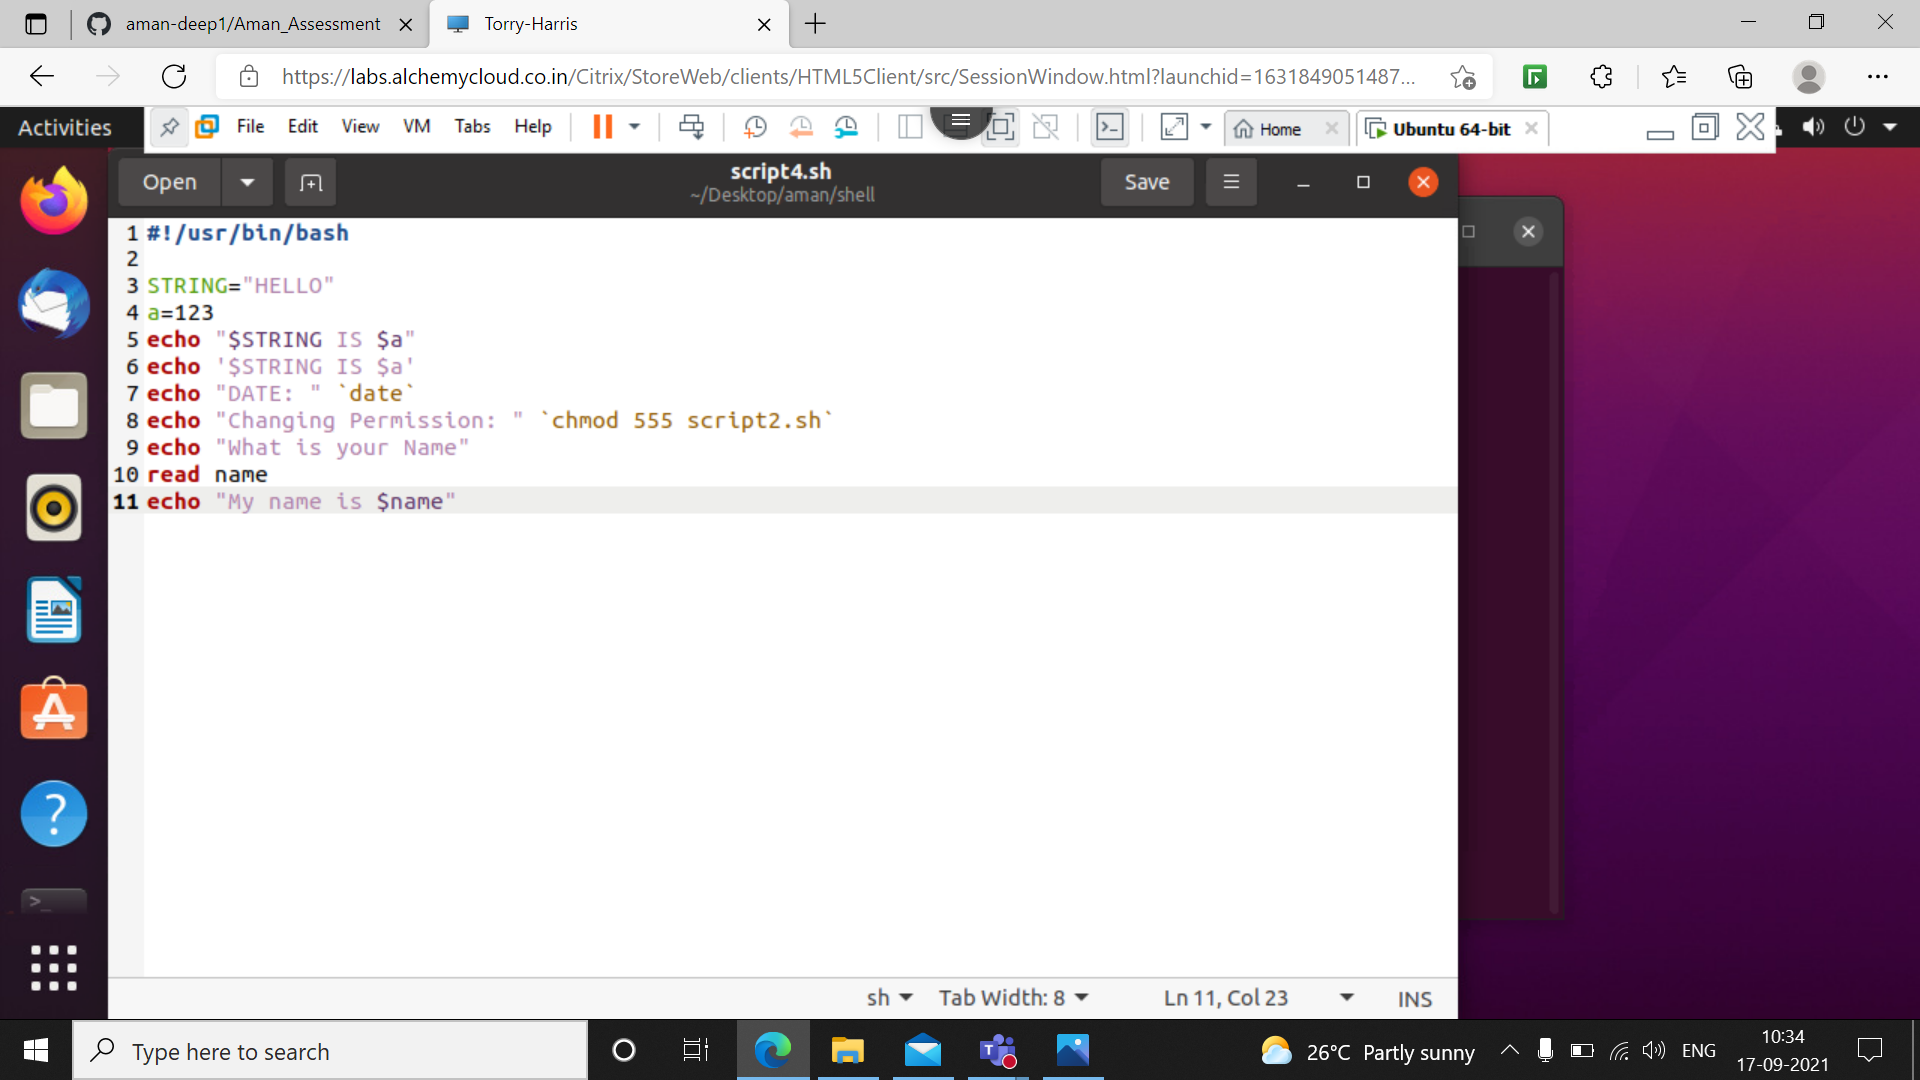 aman-deep1/Aman_Assessment
Torry-Harris
https://labs.alchemycloud.co.in/Citrix/StoreWeb/clients/HTML5Client/src/SessionWindow.html?launchid=1631849051487...
Activities
File Edit View VM Tabs Help
Home
Ubuntu 64-bit
Open
script4.sh
~/Desktop/aman/shell
Save
1 #!/usr/bin/bash
2
3 STRING="HELLO"
4 a=123
5 echo "$STRING IS $a"
6 echo '$STRING IS $a'
7 echo "DATE: " `date`
8 echo "Changing Permission: " `chmod 555 script2.sh`
9 echo "What is your Name"
10 read name
11 echo "My name is $name"
sh Tab Width: 8 Ln 11, Col 23 INS
Type here to search
26°C Partly sunny
ENG
10:34
17-09-2021